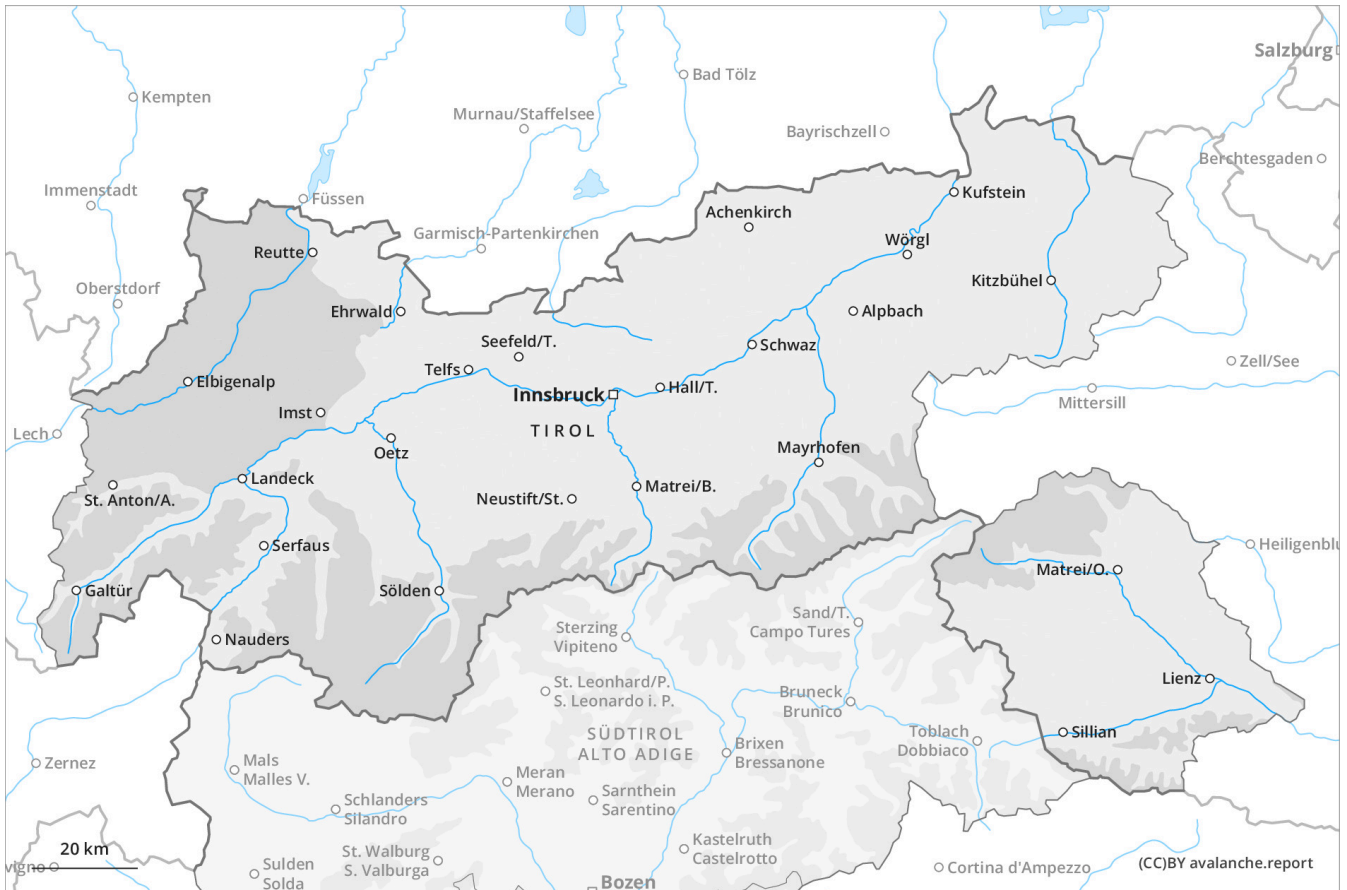 Salzburg
Bad Tölz
Kempten
Murnau/Staffelsee
Bayrischzell
Berchtesgaden
Immenstadt
Füssen
Kufstein
Achenkirch
Garmisch-Partenkirchen
Wörgl
Reutte
Kitzbühel
Oberstdorf
Ehrwald
Alpbach
Seefeld/T.
Schwaz
Zell/See
Telfs
Elbigenalp
Hall/T.
Innsbruck
Mittersill
Imst
Lech
TIROL
Oetz
Mayrhofen
Landeck
St. Anton/A.
Neustift/St.
Matrei/B.
Serfaus
Heiligenblu
Matrei/O.
Galtür
Sölden
Sand/T.
Campo Tures
Nauders
Sterzing
Vipiteno
Lienz
St. Leonhard/P.
S. Leonardo i. P.
Bruneck
Brunico
Sillian
SÜDTIROL
ALTO ADIGE
Toblach
Dobbiaco
Brixen
Bressanone
Zernez
Mals
Malles V.
Meran
Merano
Schlanders
Silandro
Sarnthein
Sarentino
Kastelruth
Castelrotto
20 km
St. Walburg
S. Valburga
vigno
Sulden
Solda
Cortina d'Ampezzo
(CC)BY avalanche.report
Bozen